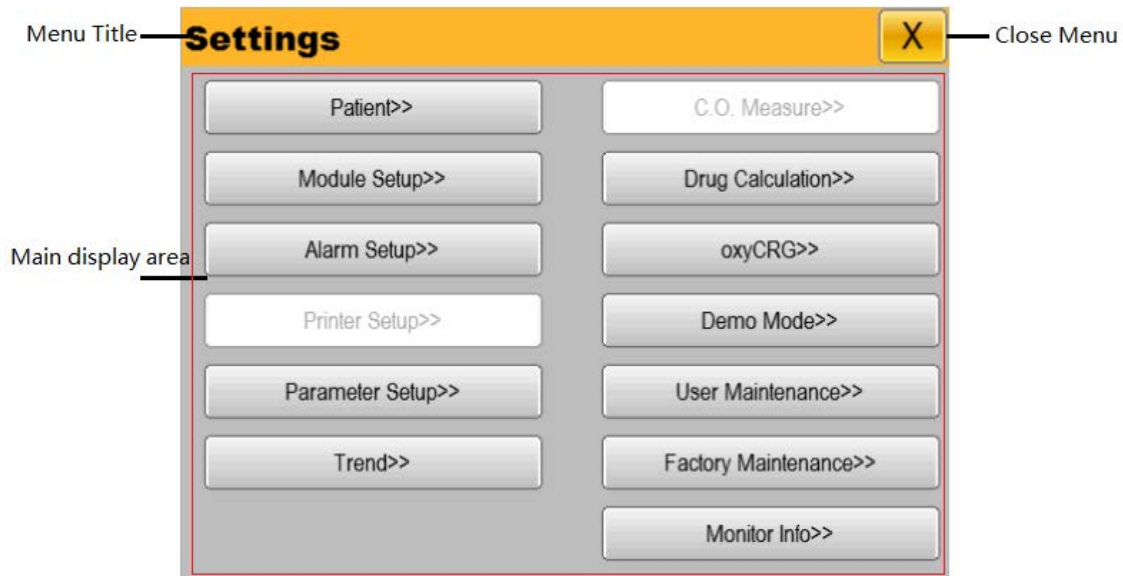 Menu Title
Settings
X
Close Menu
Patient>>
C.O. Measure>>
Module Setup>>
Drug Calculation>>
Main display area
Alarm Setup>>
oxyCRG>>
Printer Setup>>
Demo Mode>>
Parameter Setup>>
User Maintenance>>
Trend>>
Factory Maintenance>>
Monitor Info>>